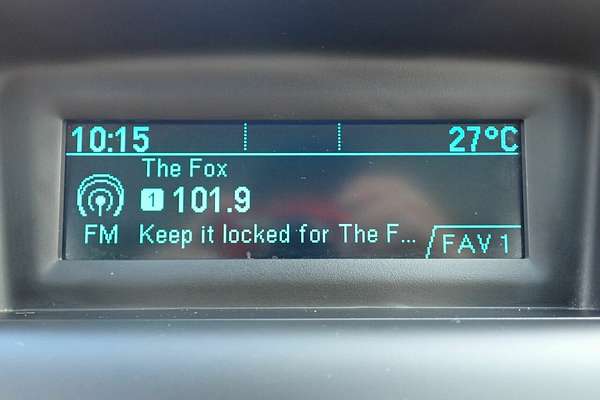 10:15 27°C
The Fox
1 101.9
FM Keep it locked for The F... FAV 1